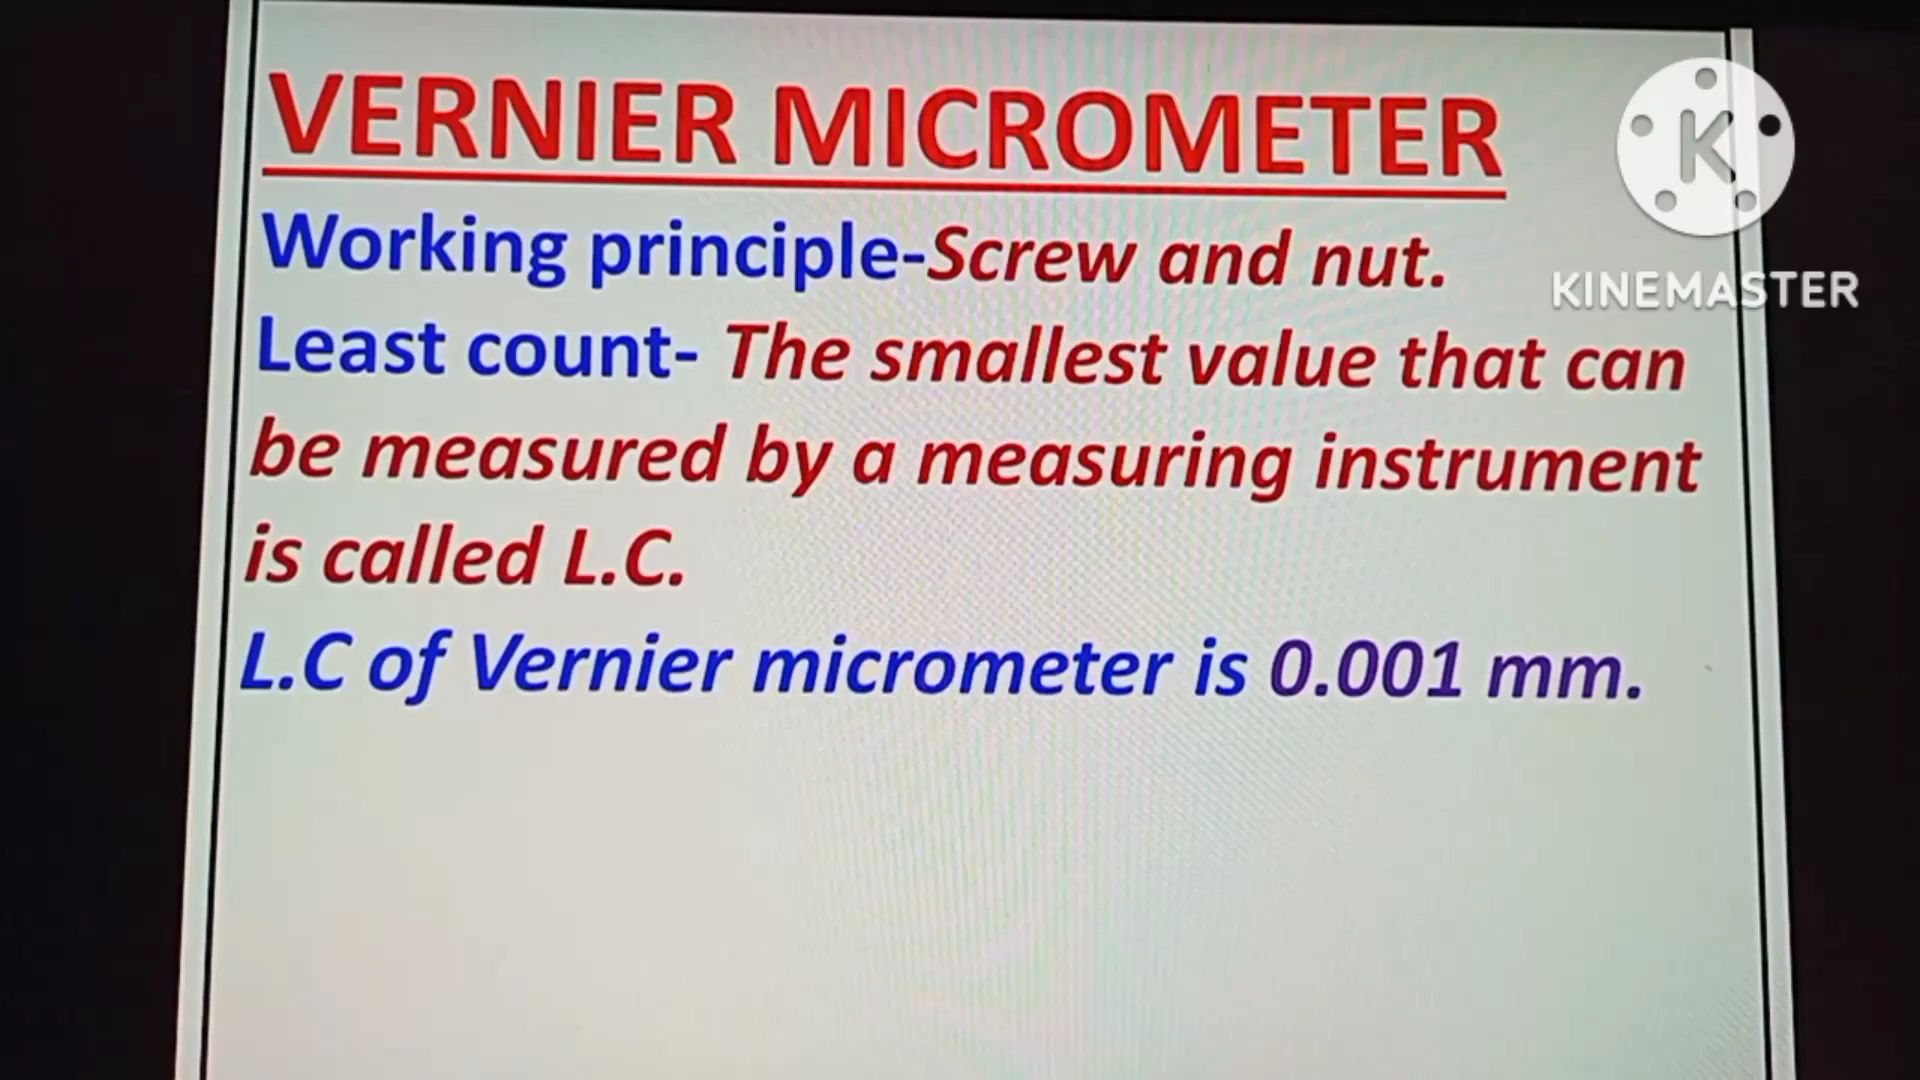 VERNIER MICROMETER
Working principle-Screw and nut.
Least count- The smallest value that can
be measured by a measuring instrument
is called L.C.
L.C of Vernier micrometer is 0.001 mm.
K
KINEMASTER